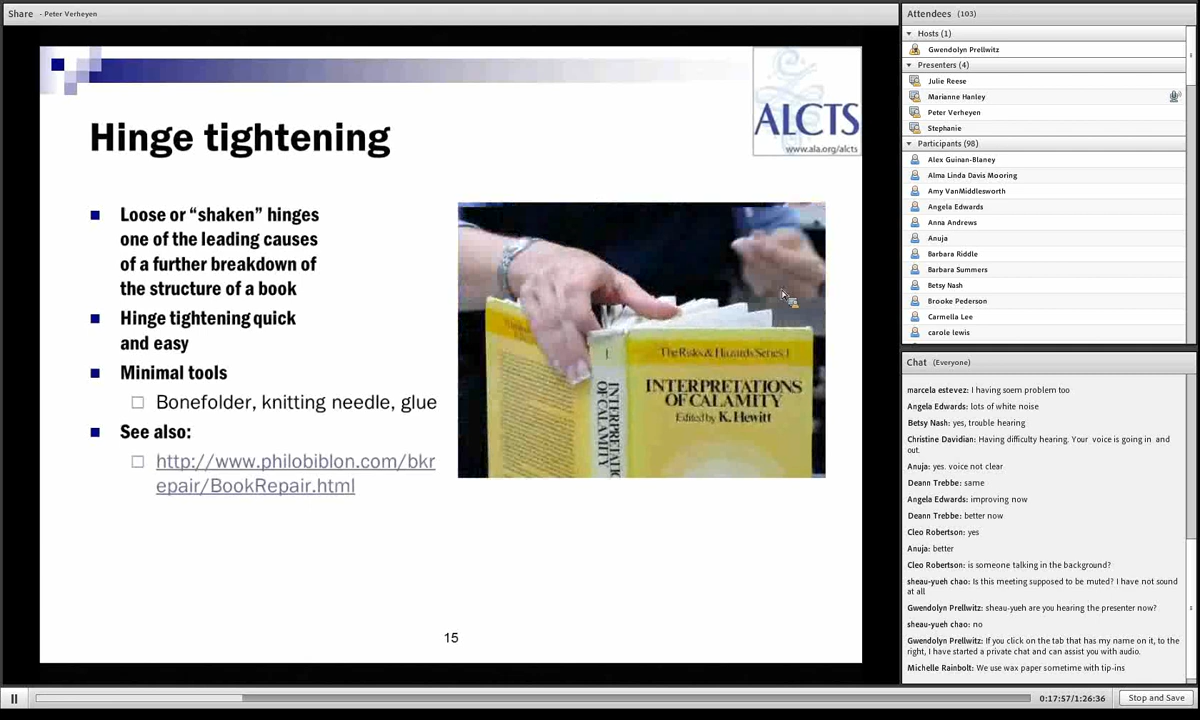 Share - Peter Verheyen
ALCTS
www.ala.org/alcts
Hinge tightening
Loose or “shaken” hinges
one of the leading causes
of a further breakdown of
the structure of a book
Hinge tightening quick
and easy
Minimal tools
Bonefolder, knitting needle, glue
See also:
http://www.philobiblon.com/bkr
epair/BookRepair.html
The Risks & Hazards Series 1
INTERPRETATIONS
OF CALAMITY
Edited by K. Hewitt
15
Attendees (103)
Hosts (1)
Gwendolyn Prellwitz
Presenters (4)
Julie Reese
Marianne Hanley
Peter Verheyen
Stephanie
Participants (98)
Alex Guinan-Blaney
Alma Linda Davis Mooring
Amy VanMiddlesworth
Angela Edwards
Anna Andrews
Anuja
Barbara Riddle
Barbara Summers
Betsy Nash
Brooke Pederson
Carmella Lee
carole lewis
Chat (Everyone)
marcela estevez: I having soem problem too
Angela Edwards: lots of white noise
Betsy Nash: yes, trouble hearing
Christine Davidian: Having difficulty hearing. Your voice is going in and
out.
Anuja: yes. voice not clear
Deann Trebbe: same
Angela Edwards: improving now
Deann Trebbe: better now
Cleo Robertson: yes
Anuja: better
Cleo Robertson: is someone talking in the background?
sheau-yueh chao: Is this meeting supposed to be muted? I have not sound
at all
Gwendolyn Prellwitz: sheau-yueh are you hearing the presenter now?
sheau-yueh chao: no
Gwendolyn Prellwitz: If you click on the tab that has my name on it, to the
right, I have started a private chat and can assist you with audio.
Michelle Rainbolt: We use wax paper sometime with tip-ins
0:17:57/1:26:36
Stop and Save